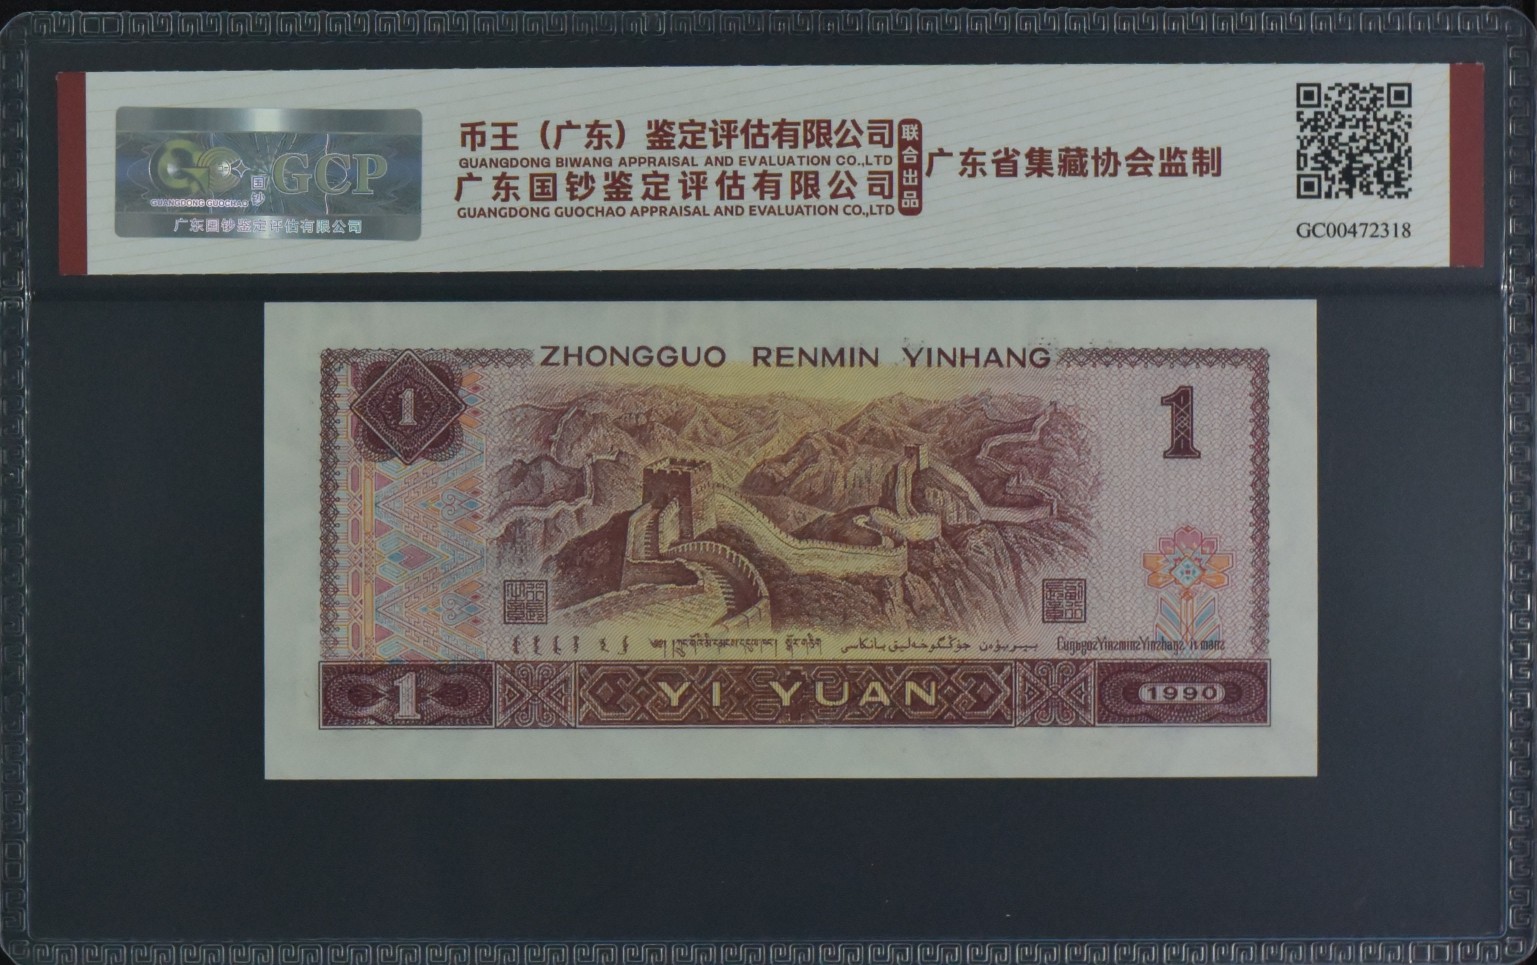 GCP
国钞
GUANGDONG GUOCHAO
广东国钞鉴定评估有限公司
币王（广东）鉴定评估有限公司
GUANGDONG BIWANG APPRAISAL AND EVALUATION CO.,LTD
广东国钞鉴定评估有限公司
GUANGDONG GUOCHAO APPRAISAL AND EVALUATION CO.,LTD
联合出品
广东省集藏协会监制
GC00472318
ZHONGGUO RENMIN YINHANG
1
1
1
YI YUAN
1990